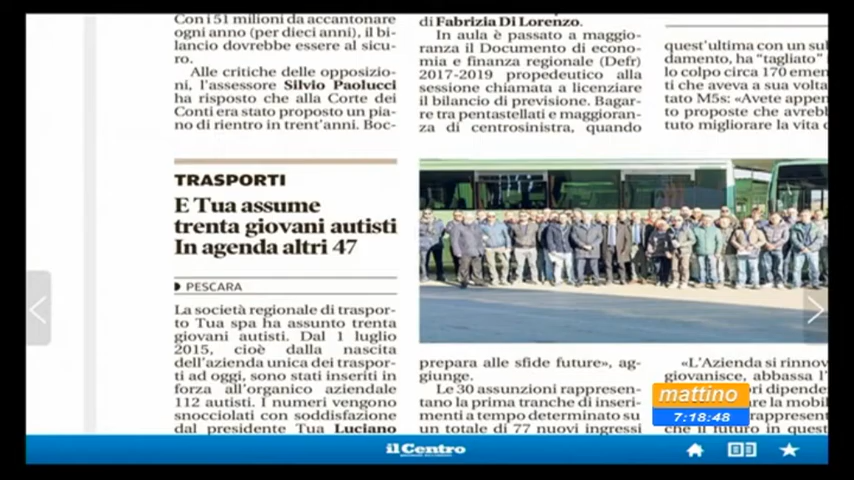 Con i 51 milioni da accantonare
ogni anno (per dieci anni), il bi-
lancio dovrebbe essere al sicu-
ro.
Alle critiche delle opposizio-
ni, l'assessore Silvio Paolucci
ha risposto che alla Corte dei
Conti era stato proposto un pia-
no di rientro in trent'anni. Boc-
TRASPORTI
E Tua assume
trenta giovani autisti
In agenda altri 47
PESCARA
La società regionale di traspor-
to Tua spa ha assunto trenta
giovani autisti. Dal 1 luglio
2015, cioè dalla nascita
dell'azienda unica dei traspor-
ti ad oggi, sono stati inseriti in
forza all'organico aziendale
112 autisti. I numeri vengono
snocciolati con soddisfazione
dal presidente Tua Luciano
di Fabrizia Di Lorenzo.
In aula è passato a maggio-
ranza il Documento di econo-
mia e finanza regionale (Defr)
2017-2019 propedeutico alla
sessione chiamata a licenziare
il bilancio di previsione. Bagar-
re tra pentastellati e maggioran-
za di centrosinistra, quando
prepara alle sfide future», ag-
giunge.
Le 30 assunzioni rappresen-
tano la prima tranche di inseri-
menti a tempo determinato su
un totale di 77 nuovi ingressi
quest'ultima con un sub
damento, ha "tagliato"
lo colpo circa 170 emen
ti che aveva a sua volta
tato M5s: «Avete appen
to proposte che avreb
tuto migliorare la vita
«L'Azienda si rinnov
giovanisce, abbassa l'
ori dipender
are la mobil
rappresent
che il futuro in quest
mattino
7:18:48
il Centro